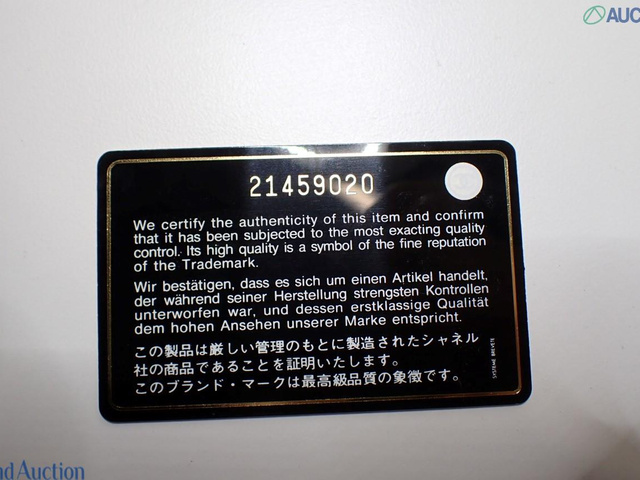 AUC
21459020
We certify the authenticity of this item and confirm
that it has been subjected to the most exacting quality
control. Its high quality is a symbol of the fine reputation
of the Trademark.
Wir bestätigen, dass es sich um einen Artikel handelt,
der während seiner Herstellung strengsten Kontrollen
unterworfen war, und dessen erstklassige Qualität
dem hohen Ansehen unserer Marke entspricht.
この製品は厳しい管理のもとに製造されたシャネル
社の商品であることを証明いたします。
このブランド・マークは最高級品質の象徴です。
SYSTEME BREVETE
nd Auction